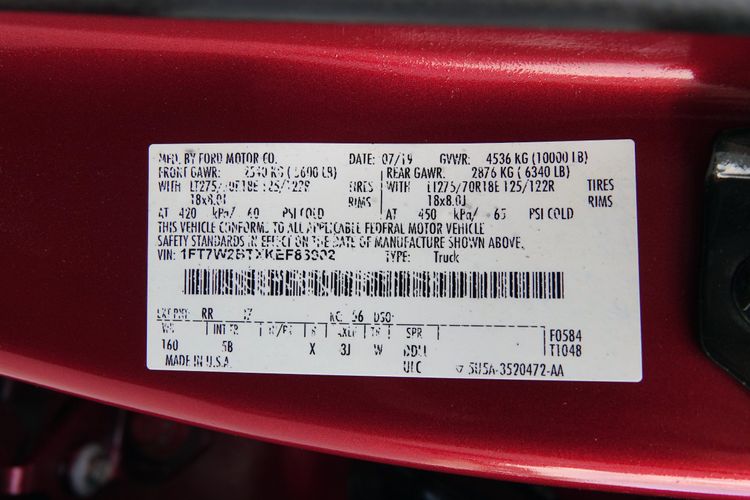 MFD. BY FORD MOTOR CO. DATE: 07/19 GVWR: 4536 KG (10000 LB)
FRONT GAWR: REAR GAWR: 2876 KG ( 6340 LB)
WITH TIRES WITH LT275/70R18E 125/122R TIRES
18x8.0J RIMS 18x8.0J RIMS
AT 420 kPa/ 60 PSI COLD AT 450 kPa/ 65 PSI COLD
THIS VEHICLE CONFORMS TO ALL APPLICABLE FEDERAL MOTOR VEHICLE
SAFETY STANDARDS IN EFFECT ON THE DATE OF MANUFACTURE SHOWN ABOVE.
VIN: TYPE: Truck
EXT PNT: RR
INT TR SPR F0584
160 X 3J W T1048
MADE IN U.S.A.